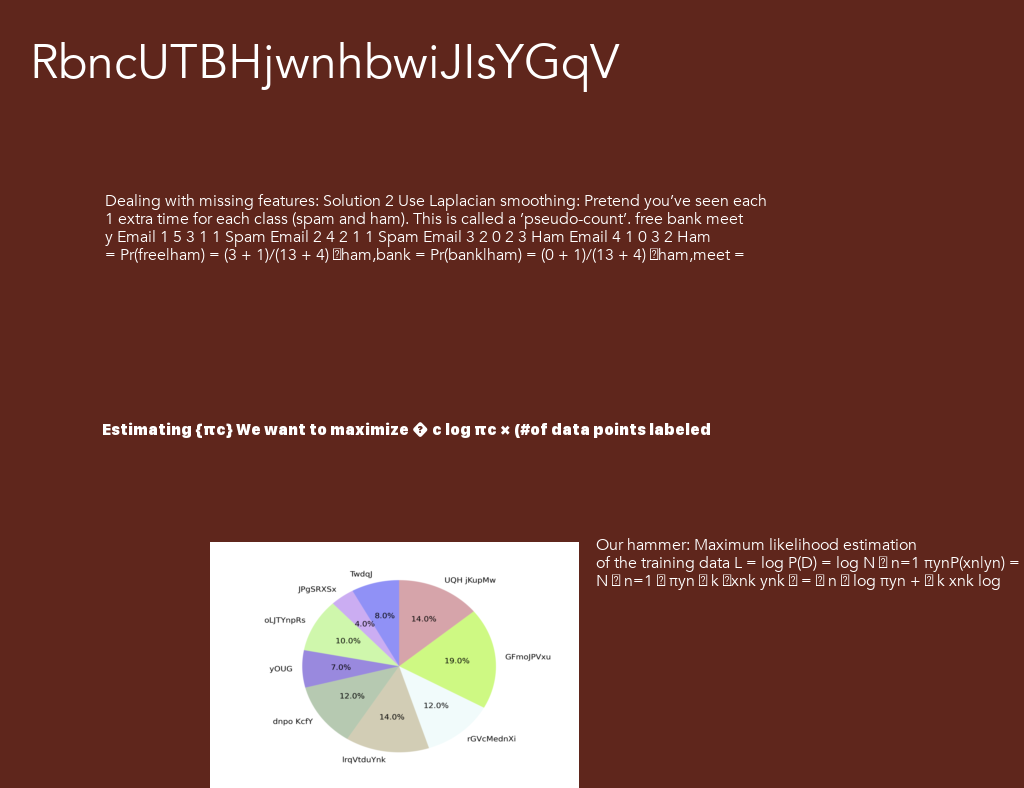 RbncUTBHjwnhbwiJIsYGqV
Dealing with missing features: Solution 2 Use Laplacian smoothing: Pretend you’ve seen each
1 extra time for each class (spam and ham). This is called a ‘pseudo-count’. free bank meet
y Email 1 5 3 1 1 Spam Email 2 4 2 1 1 Spam Email 3 2 0 2 3 Ham Email 4 1 0 3 2 Ham
= Pr(free|ham) = (3 + 1)/(13 + 4) �ham,bank = Pr(bank|ham) = (0 + 1)/(13 + 4) �ham,meet =
Estimating {πc} We want to maximize � c log πc × (#of data points labeled
Our hammer: Maximum likelihood estimation
of the training data L = log P(D) = log N � n=1 πynP(xn|yn) =
N � n=1 � πyn � k �xnk ynk � = � n � log πyn + � k xnk log
TwdqJ
UQH jKupMw
JPgSRXSx
8.0%
4.0%
14.0%
oLJTYnpRs
10.0%
GFmoJPVxu
19.0%
yOUG
7.0%
12.0%
12.0%
14.0%
dnpo KcfY
rGVcMednXi
lrqVtduYnk